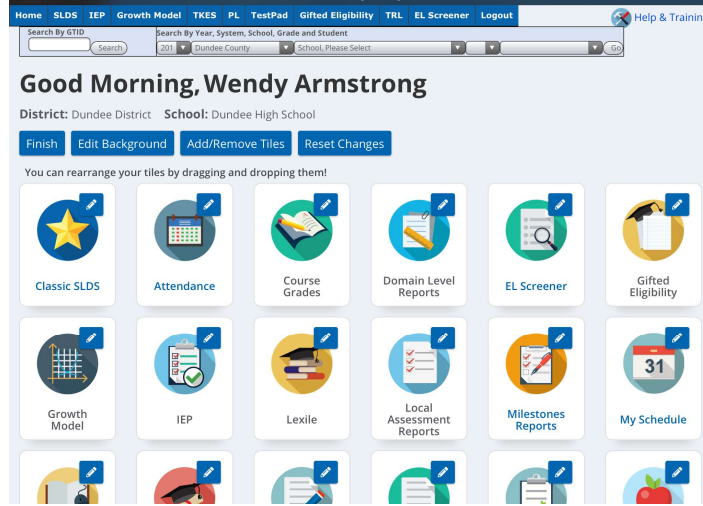 Home SLDS IEP Growth Model TKES PL TestPad Gifted Eligibility TRL EL Screener Logout
Help & Trainin
Search By GTID
Search
Search By Year, System, School, Grade and Student
201 Dundee County School, Please Select Go
Good Morning, Wendy Armstrong
District: Dundee District School: Dundee High School
Finish Edit Background Add/Remove Tiles Reset Changes
You can rearrange your tiles by dragging and dropping them!
Classic SLDS
Attendance
Course
Grades
Domain Level
Reports
EL Screener
Gifted
Eligibility
Growth
Model
IEP
Lexile
Local
Assessment
Reports
Milestones
Reports
31
My Schedule